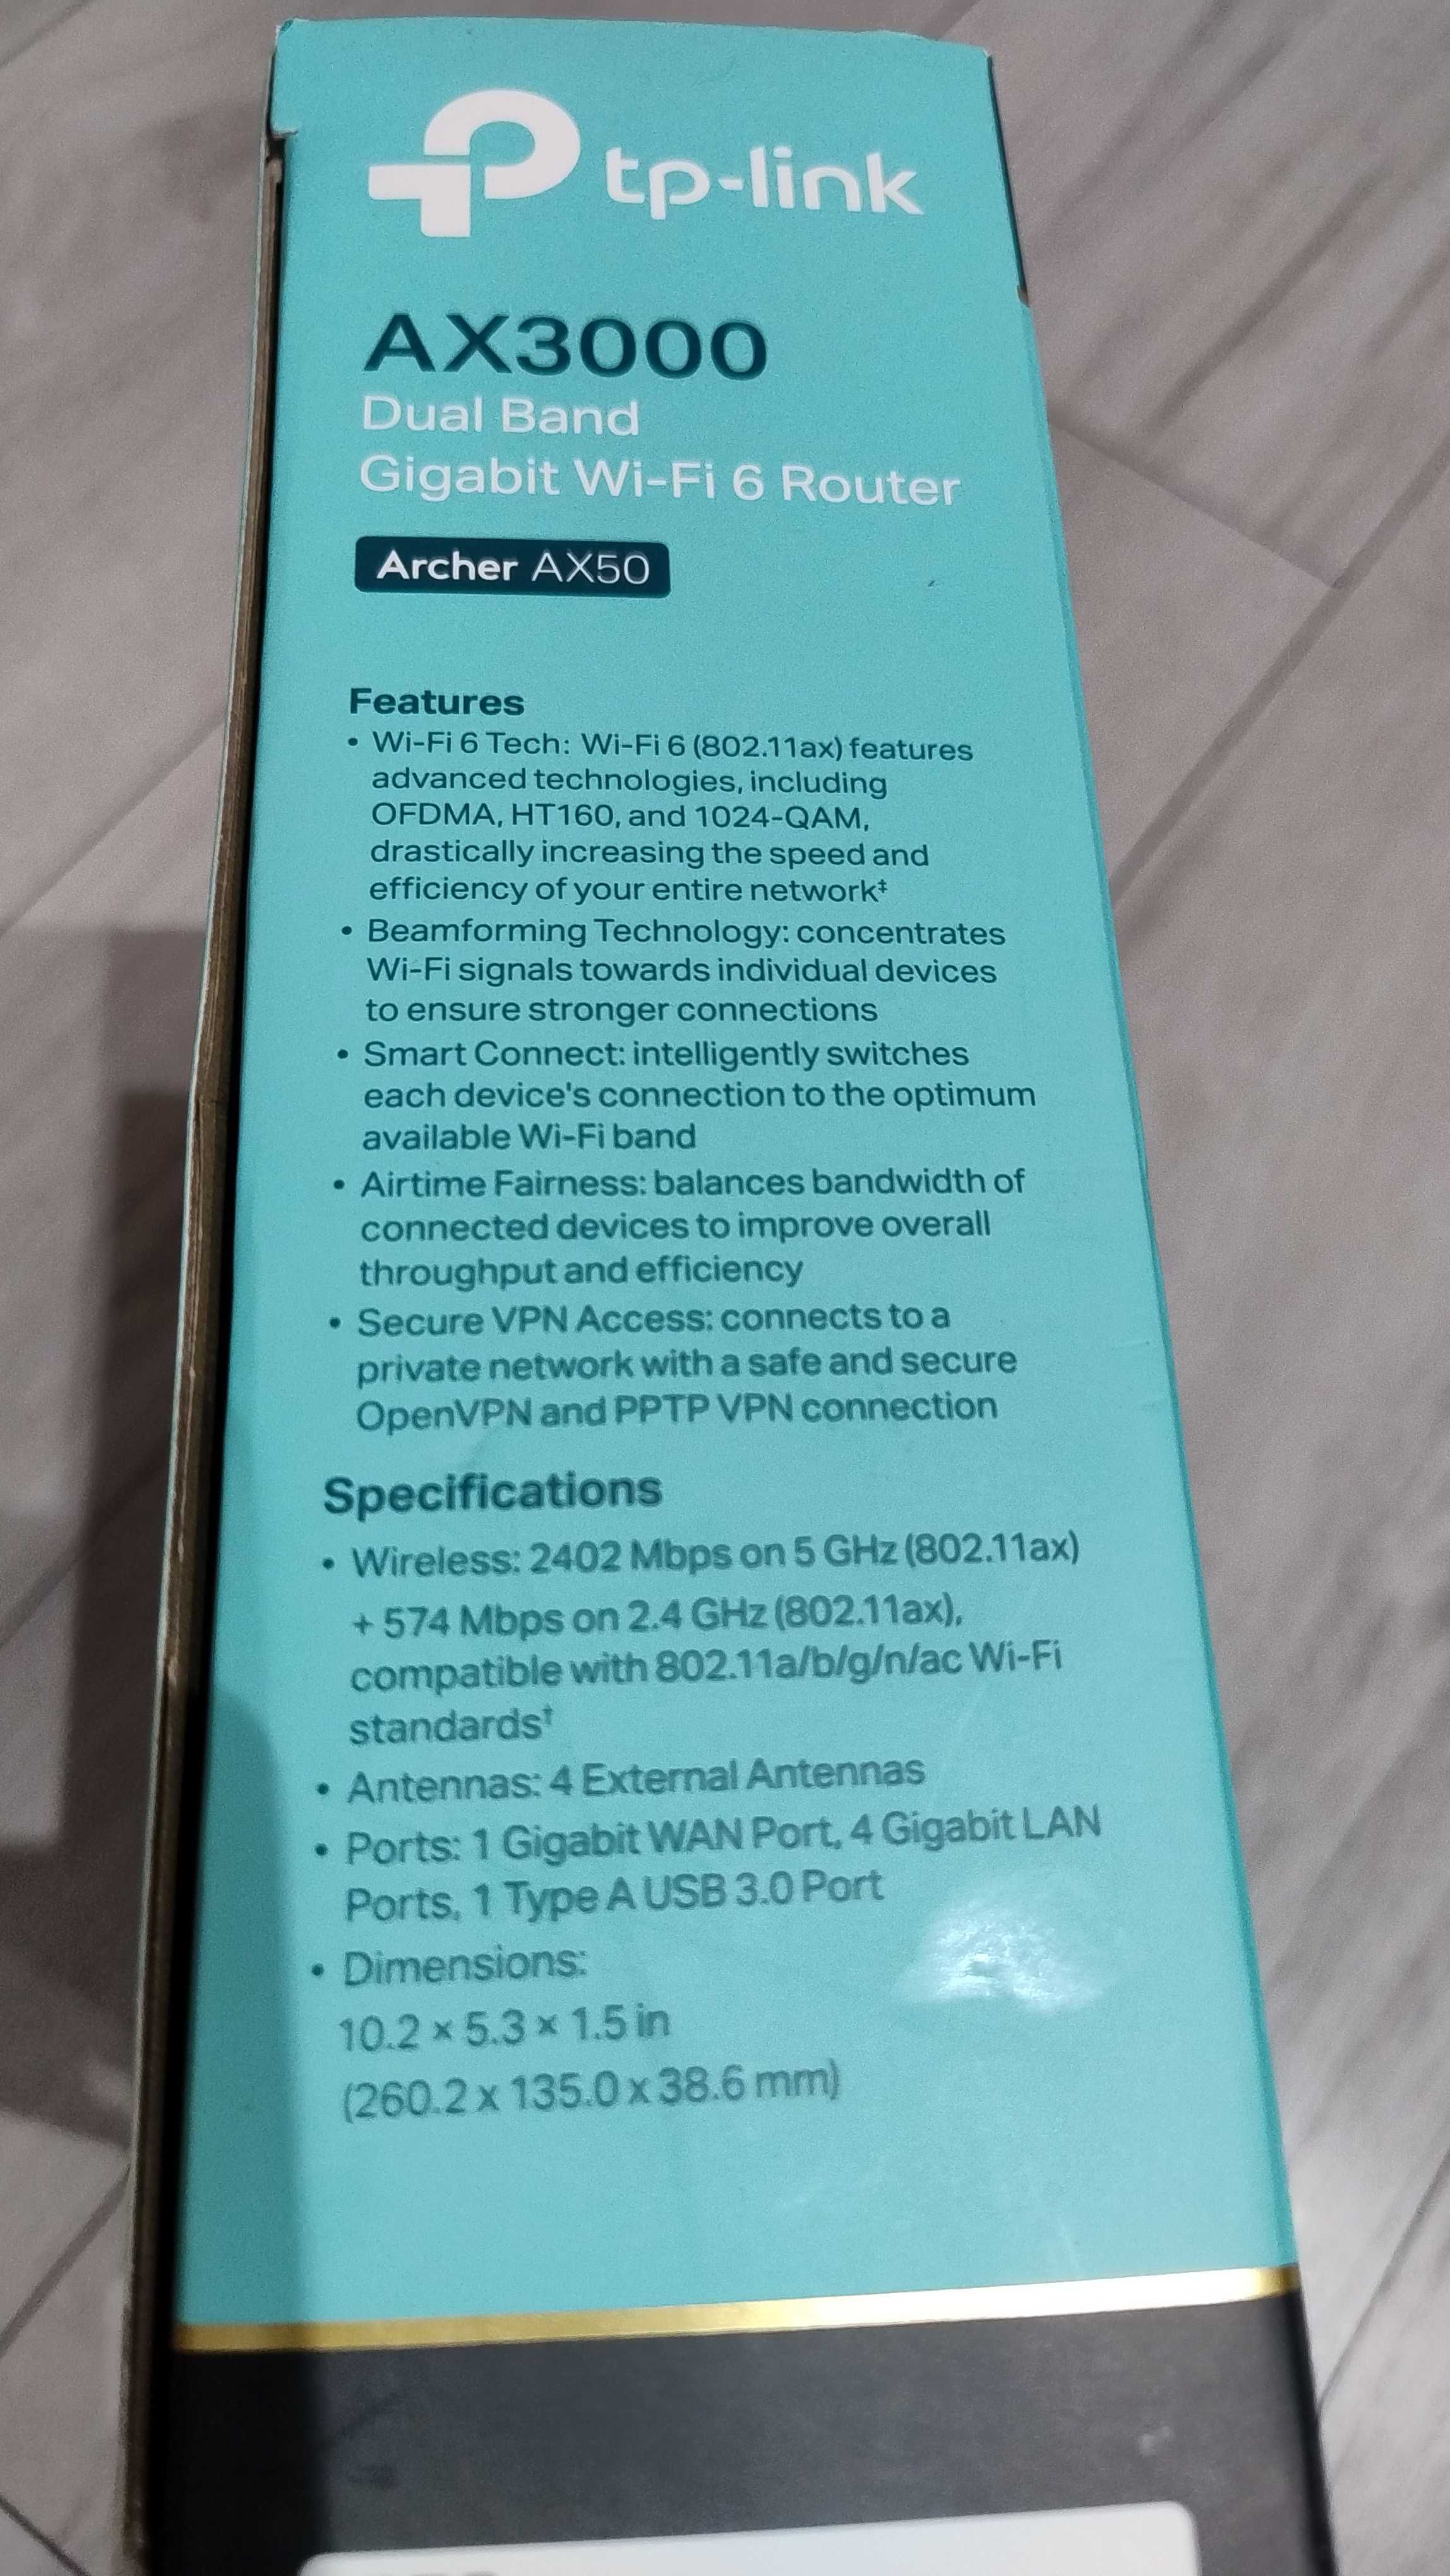 tp-link
AX3000
Dual Band
Gigabit Wi-Fi 6 Router
Archer AX50
Features
• Wi-Fi 6 Tech: Wi-Fi 6 (802.11ax) features
advanced technologies, including
OFDMA, HT160, and 1024-QAM,
drastically increasing the speed and
efficiency of your entire network‡
• Beamforming Technology: concentrates
Wi-Fi signals towards individual devices
to ensure stronger connections
• Smart Connect: intelligently switches
each device's connection to the optimum
available Wi-Fi band
• Airtime Fairness: balances bandwidth of
connected devices to improve overall
throughput and efficiency
• Secure VPN Access: connects to a
private network with a safe and secure
OpenVPN and PPTP VPN connection
Specifications
• Wireless: 2402 Mbps on 5 GHz (802.11ax)
+ 574 Mbps on 2.4 GHz (802.11ax),
compatible with 802.11a/b/g/n/ac Wi-Fi
standards†
• Antennas: 4 External Antennas
• Ports: 1 Gigabit WAN Port, 4 Gigabit LAN
Ports, 1 Type A USB 3.0 Port
• Dimensions:
10.2 × 5.3 × 1.5 in
(260.2 x 135.0 x 38.6 mm)